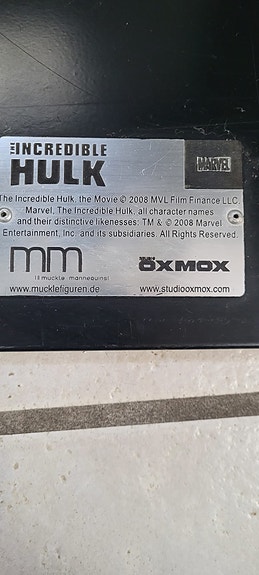 THE INCREDIBLE
HULK
MARVEL
The Incredible Hulk, the Movie © 2008 MVL Film Finance LLC.
Marvel, The Incredible Hulk, all character names
and their distinctive likenesses: TM & © 2008 Marvel
Entertainment, Inc. and its subsidiaries. All Rights Reserved.
mm
muckle mannequins!
www.mucklefiguren.de
ÖXMOX
www.studiooxmox.com